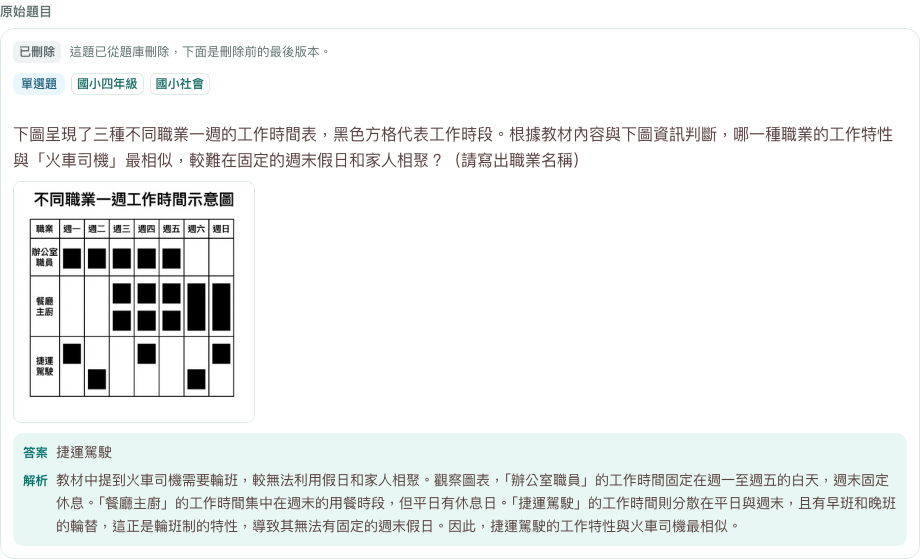 原始題目
已刪除 這題已從題庫刪除，下面是刪除前的最後版本。
單選題 國小四年級 國小社會
下圖呈現了三種不同職業一週的工作時間表，黑色方格代表工作時段。根據教材內容與下圖資訊判斷，哪一種職業的工作特性
與「火車司機」最相似，較難在固定的週末假日和家人相聚？（請寫出職業名稱）
不同職業一週工作時間示意圖
職業 週一 週二 週三 週四 週五 週六 週日
辦公室
職員
餐廳
主廚
捷運
駕駛
答案 捷運駕駛
解析 教材中提到火車司機需要輪班，較無法利用假日和家人相聚。觀察圖表，「辦公室職員」的工作時間固定在週一至週五的白天，週末固定
休息。「餐廳主廚」的工作時間集中在週末的用餐時段，但平日有休息日。「捷運駕駛」的工作時間則分散在平日與週末，且有早班和晚班
的輪替，這正是輪班制的特性，導致其無法有固定的週末假日。因此，捷運駕駛的工作特性與火車司機最相似。